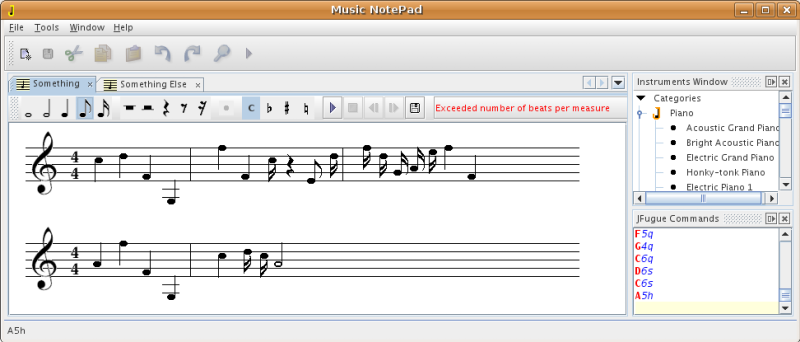 Music NotePad
File Tools Window Help
Something × Something Else ×
C Exceeded number of beats per measure
4
4
4
4
Instruments Window
Categories
Piano
Acoustic Grand Piano
Bright Acoustic Piano
Electric Grand Piano
Honky-tonk Piano
Electric Piano 1
JFugue Commands
F5q
G4q
C6q
D6s
C6s
A5h
A5h